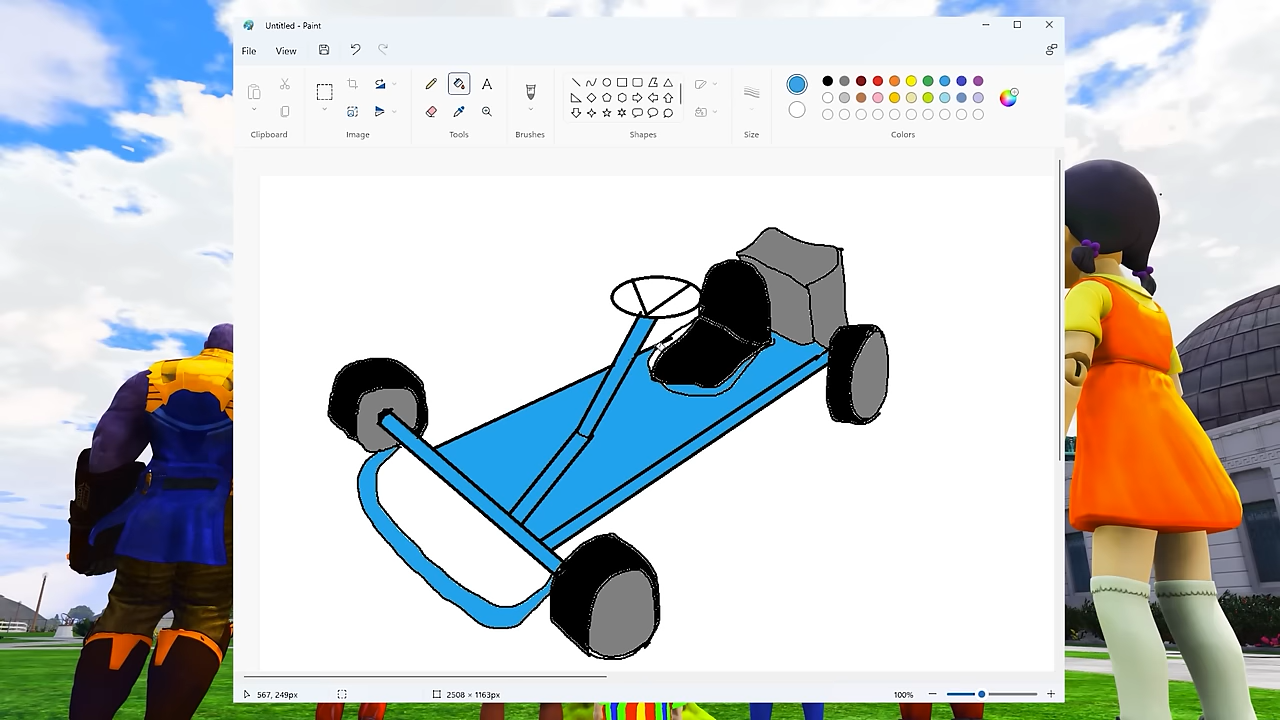 Untitled - Paint
File View
Clipboard Image Tools Brushes Shapes Size Colors
567, 249px 2508 × 1163px 100%